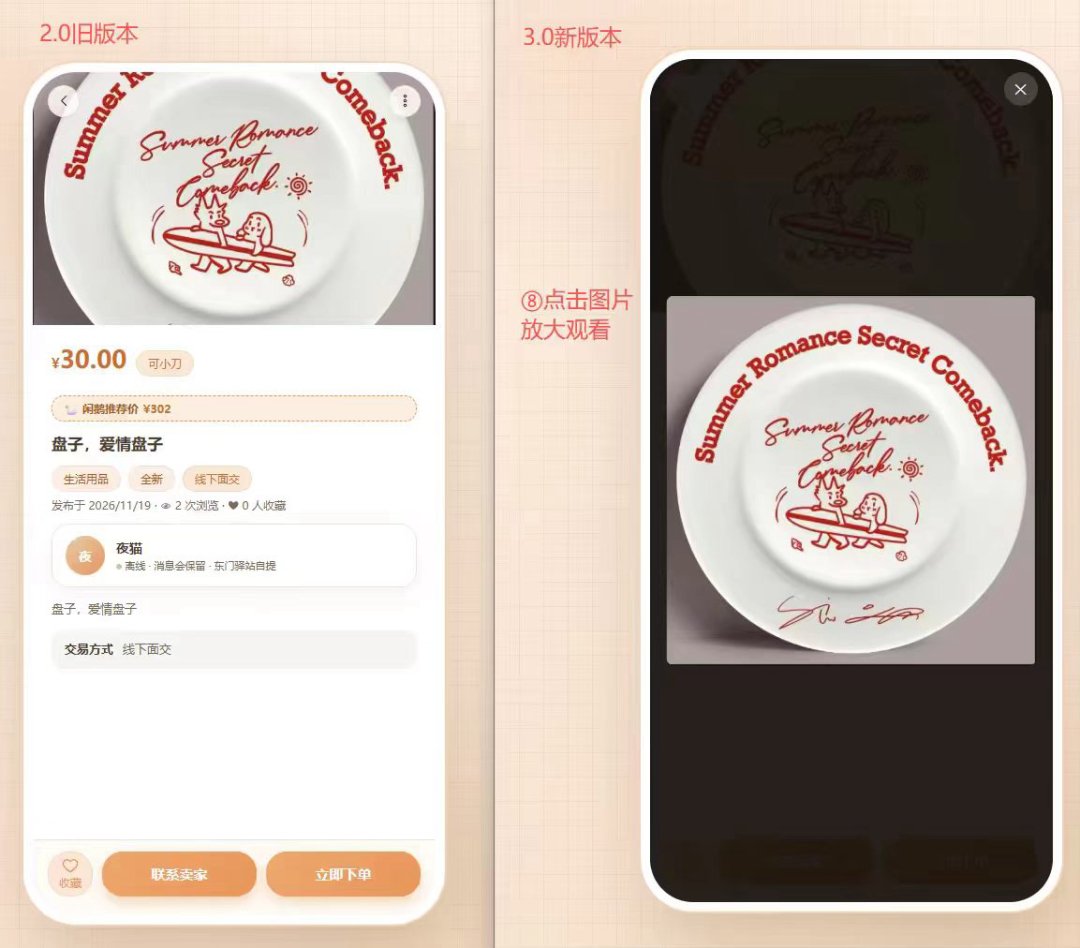 2.0旧版本
Summer Romance Secret Comeback.
Summer Romance
Secret
Comeback.
¥30.00 可小刀
闲鹅推荐价 ¥302
盘子，爱情盘子
生活用品 全新 线下面交
发布于 2026/11/19 · 2 次浏览 · 0 人收藏
夜 夜猫
离线 · 消息会保留 · 东门驿站自提
盘子，爱情盘子
交易方式 线下面交
收藏 联系卖家 立即下单
3.0新版本
⑧点击图片
放大观看
Summer Romance Secret Comeback.
Summer Romance
Secret
Comeback.